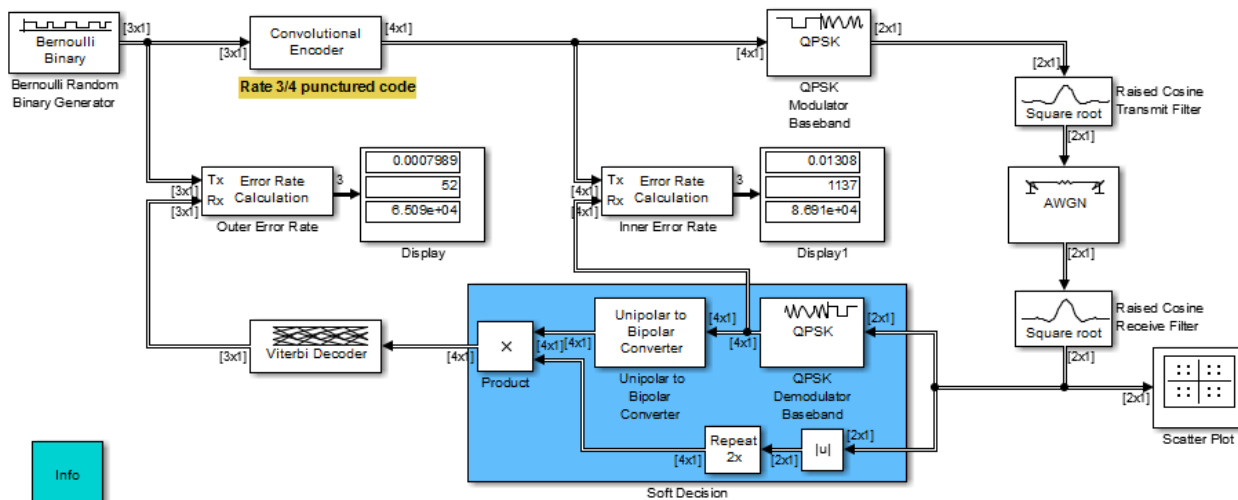 [3x1]
Bernoulli
Binary
Bernoulli Random
Binary Generator
[3x1]
Convolutional
Encoder
[4x1]
Rate 3/4 punctured code
[4x1]
QPSK
[2x1]
QPSK
Modulator
Baseband
[2x1]
Square root
Raised Cosine
Transmit Filter
[2x1]
[3x1]
[3x1]
Tx
Rx
Error Rate
Calculation
3
Outer Error Rate
0.0007989
52
6.509e+04
Display
[4x1]
[4x1]
Tx
Rx
Error Rate
Calculation
3
Inner Error Rate
0.01308
1137
8.691e+04
Display1
AWGN
[2x1]
Square root
Raised Cosine
Receive Filter
[2x1]
Viterbi Decoder
[3x1]
[4x1]
×
Product
[4x1]
[4x1]
Unipolar to
Bipolar
Converter
Unipolar to
Bipolar
Converter
[4x1]
[4x1]
QPSK
[2x1]
QPSK
Demodulator
Baseband
[2x1]
Scatter Plot
Repeat
2x
[4x1]
[2x1]
|u|
[2x1]
Soft Decision
Info